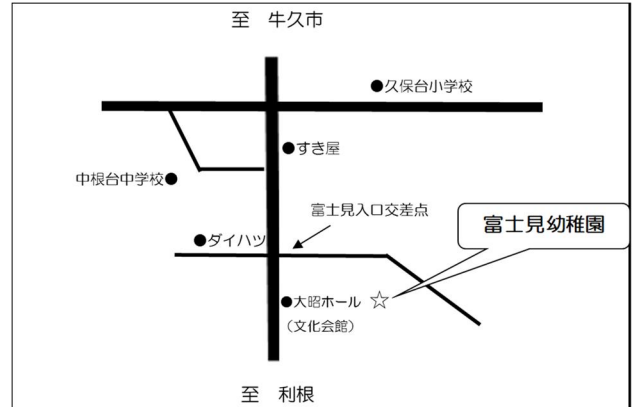 至　牛久市
●久保台小学校
●すき屋
中根台中学校●
富士見入口交差点
富士見幼稚園
●ダイハツ
●大昭ホール ☆
（文化会館）
至　利根